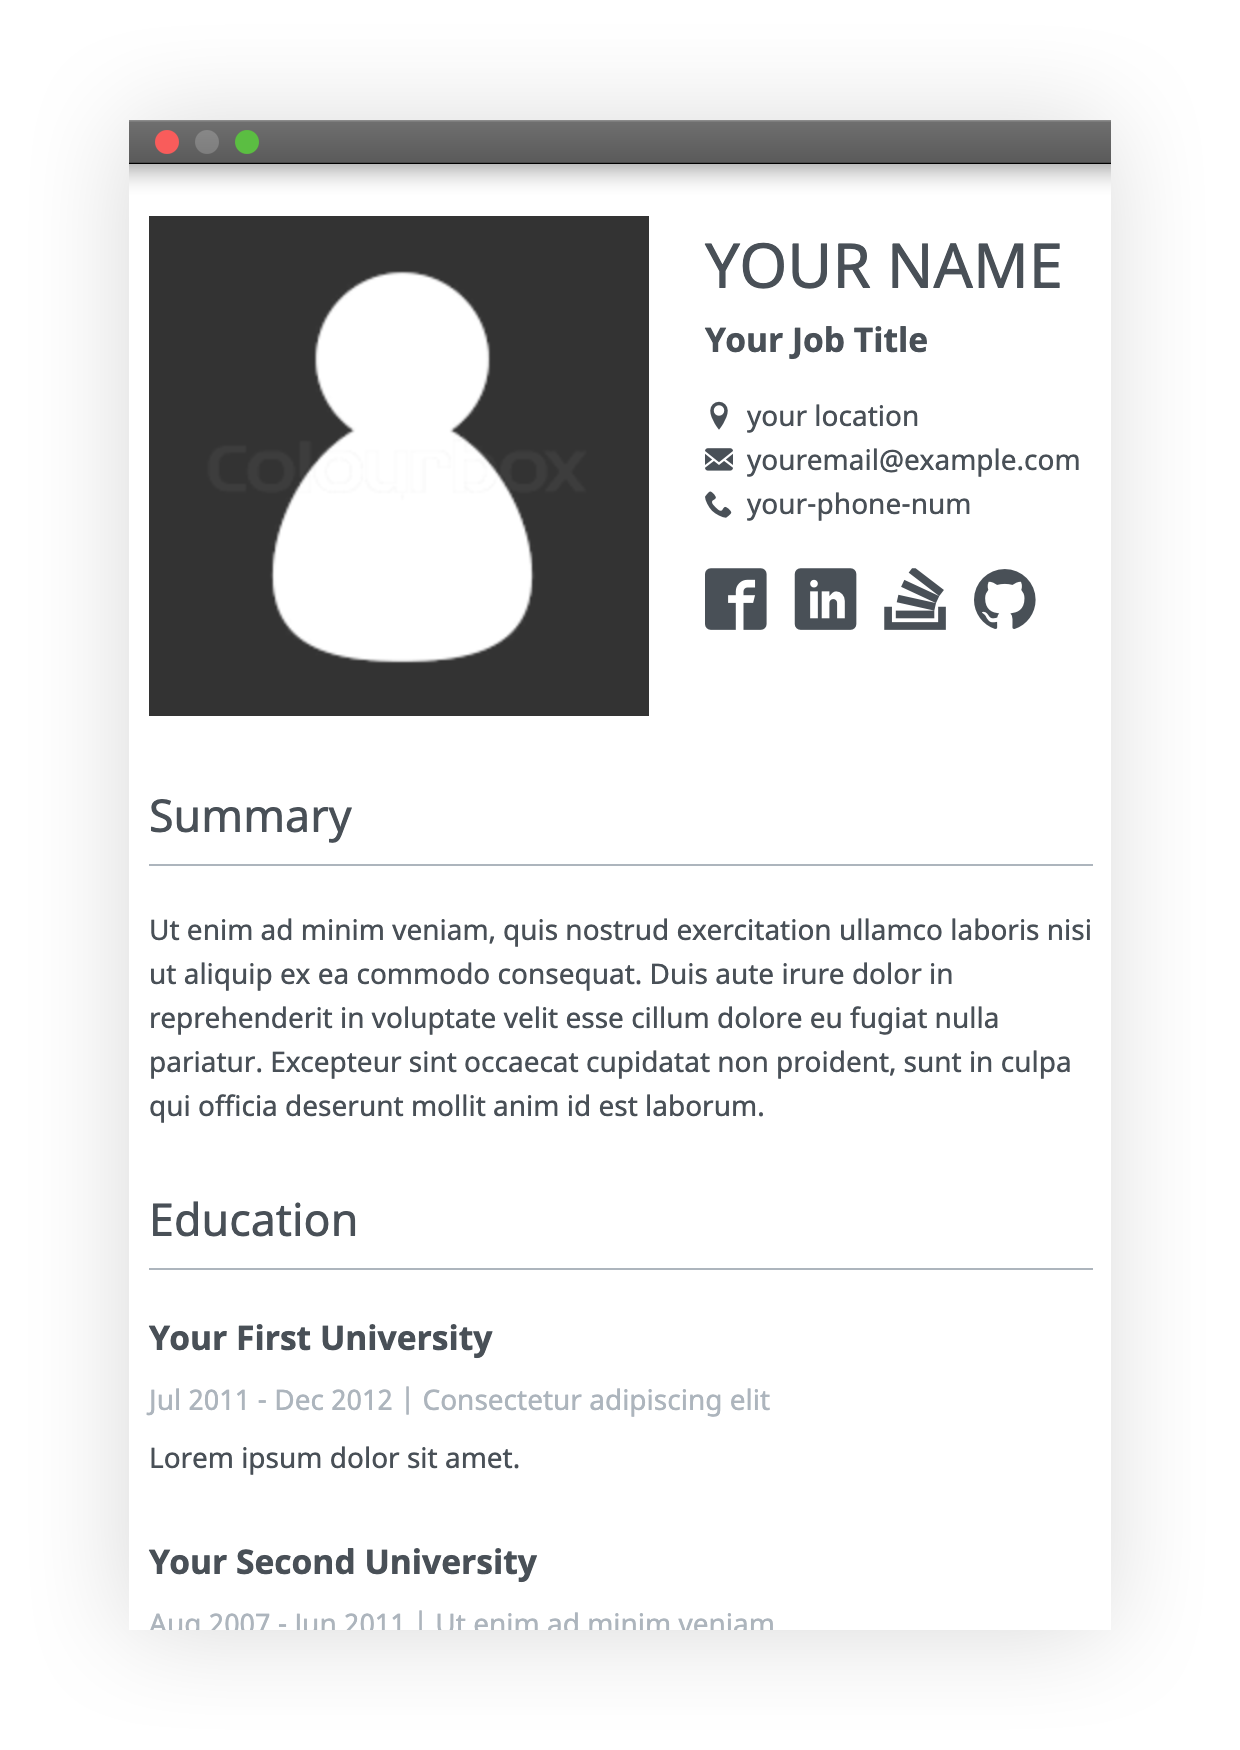 YOUR NAME
Your Job Title
your location
youremail@example.com
your-phone-num
Colourbox
Summary
Ut enim ad minim veniam, quis nostrud exercitation ullamco laboris nisi
ut aliquip ex ea commodo consequat. Duis aute irure dolor in
reprehenderit in voluptate velit esse cillum dolore eu fugiat nulla
pariatur. Excepteur sint occaecat cupidatat non proident, sunt in culpa
qui officia deserunt mollit anim id est laborum.
Education
Your First University
Jul 2011 - Dec 2012 | Consectetur adipiscing elit
Lorem ipsum dolor sit amet.
Your Second University
Aug 2007 - Jun 2011 | Ut enim ad minim veniam